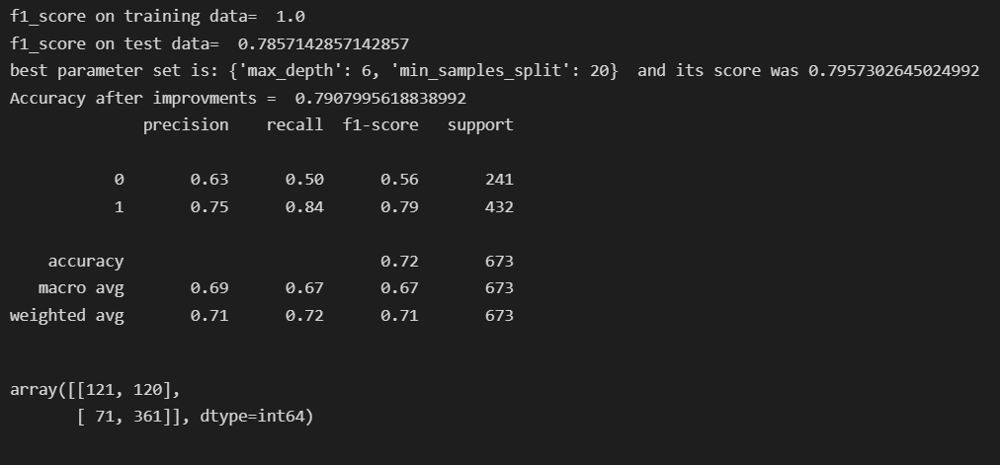 f1_score on training data=  1.0
f1_score on test data=  0.7857142857142857
best parameter set is: {'max_depth': 6, 'min_samples_split': 20}  and its score was 0.7957302645024992
Accuracy after improvments =  0.7907995618838992
              precision    recall  f1-score   support
           0       0.63      0.50      0.56       241
           1       0.75      0.84      0.79       432
    accuracy                           0.72       673
   macro avg       0.69      0.67      0.67       673
weighted avg       0.71      0.72      0.71       673
array([[121, 120],
       [ 71, 361]], dtype=int64)